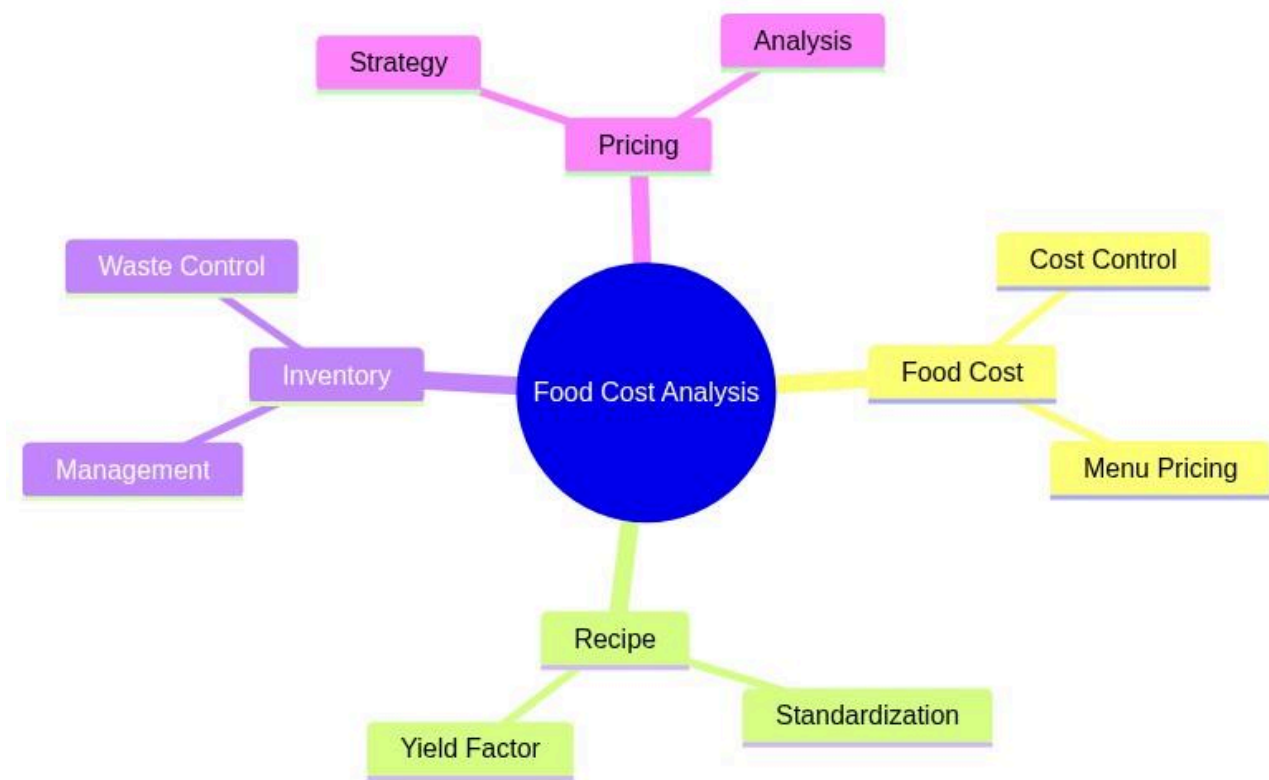 Analysis
Strategy
Pricing
Waste Control
Cost Control
Inventory
Food Cost Analysis
Food Cost
Management
Menu Pricing
Recipe
Standardization
Yield Factor